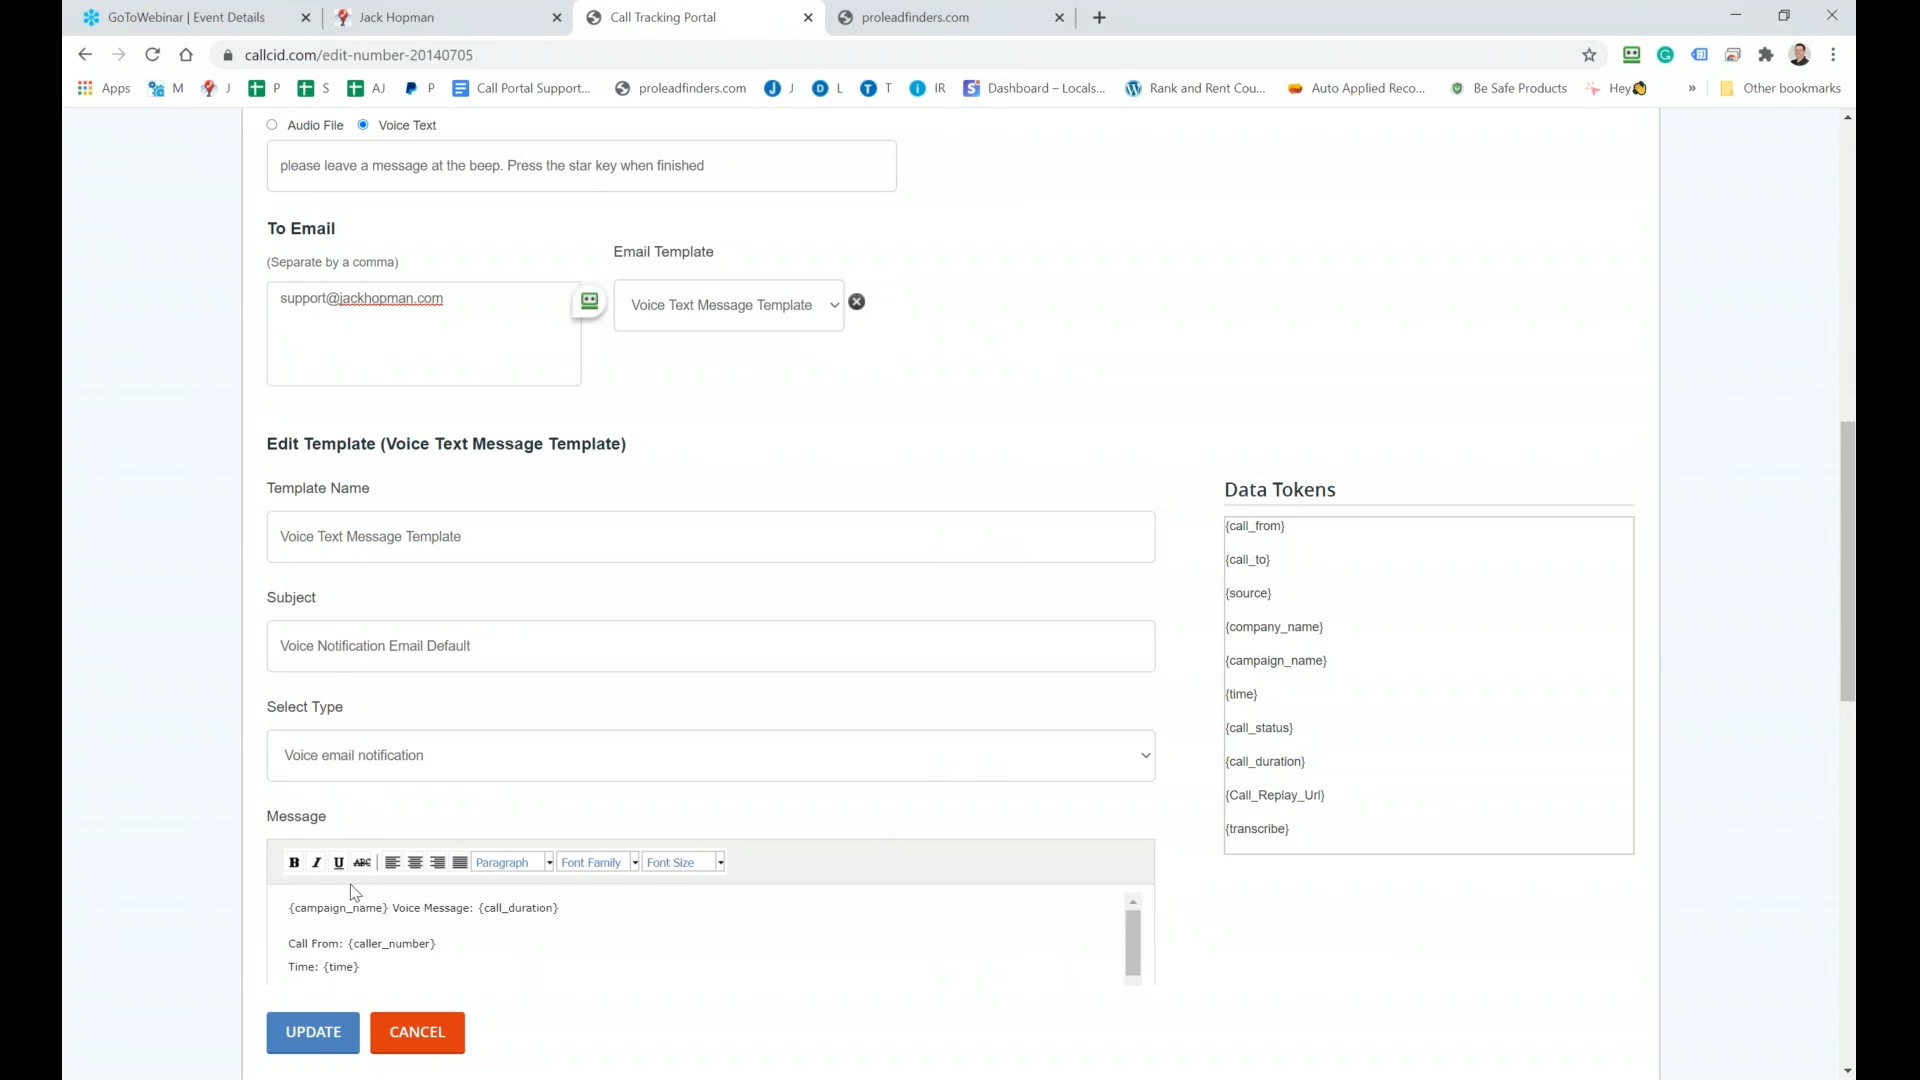 GoToWebinar | Event Details
Jack Hopman
Call Tracking Portal
proleadfinders.com
callcid.com/edit-number-20140705
Apps
M
J
P
S
AJ
P
Call Portal Support...
proleadfinders.com
J J
D L
T T
i IR
Dashboard – Locals...
Rank and Rent Cou...
Auto Applied Reco...
Be Safe Products
Hey
»
Other bookmarks
Audio File
Voice Text
please leave a message at the beep. Press the star key when finished
To Email
(Separate by a comma)
Email Template
support@jackhopman.com
Voice Text Message Template
Edit Template (Voice Text Message Template)
Template Name
Voice Text Message Template
Subject
Voice Notification Email Default
Select Type
Voice email notification
Message
B I U ABC
Paragraph
Font Family
Font Size
{campaign_name} Voice Message: {call_duration}
Call From: {caller_number}
Time: {time}
UPDATE
CANCEL
Data Tokens
{call_from}
{call_to}
{source}
{company_name}
{campaign_name}
{time}
{call_status}
{call_duration}
{Call_Replay_Url}
{transcribe}